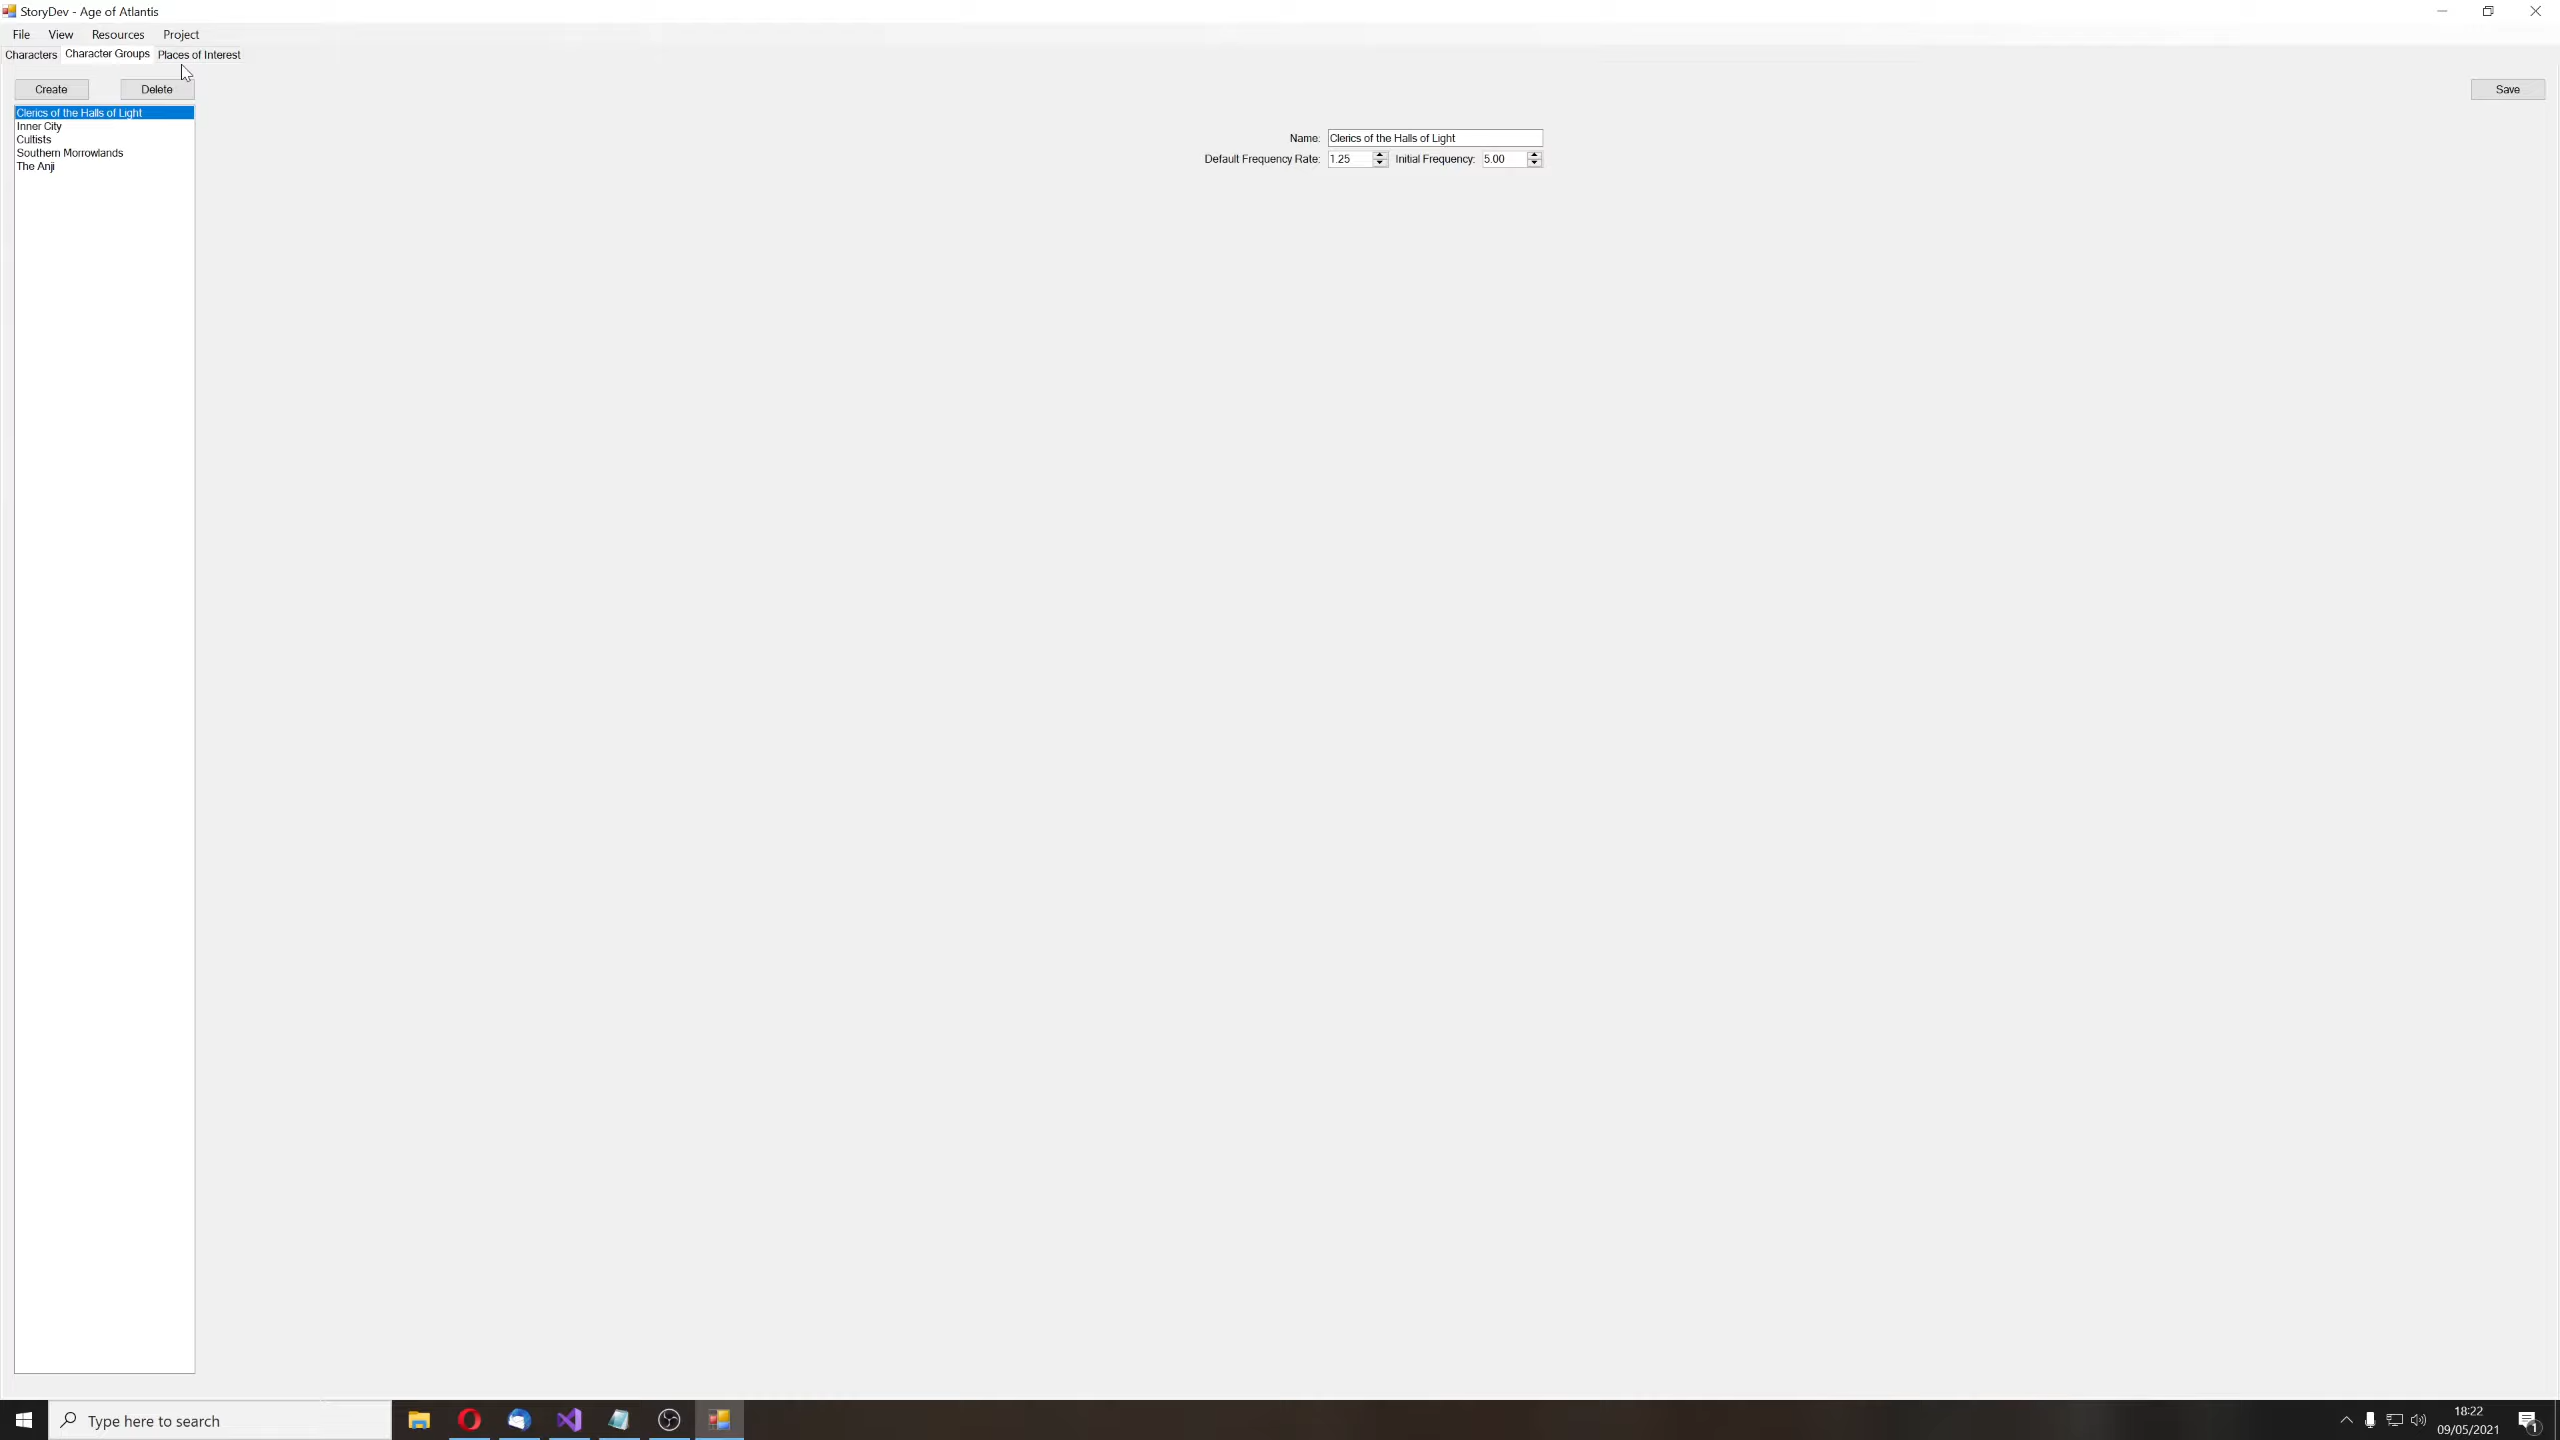 StoryDev - Age of Atlantis
File View Resources Project
Characters Character Groups Places of Interest
Create Delete Save
Clerics of the Halls of Light
Inner City
Cultists
Southern Morrowlands
The Anji
Name: Clerics of the Halls of Light
Default Frequency Rate: 1.25 Initial Frequency: 5.00
Type here to search
18:22
09/05/2021
1